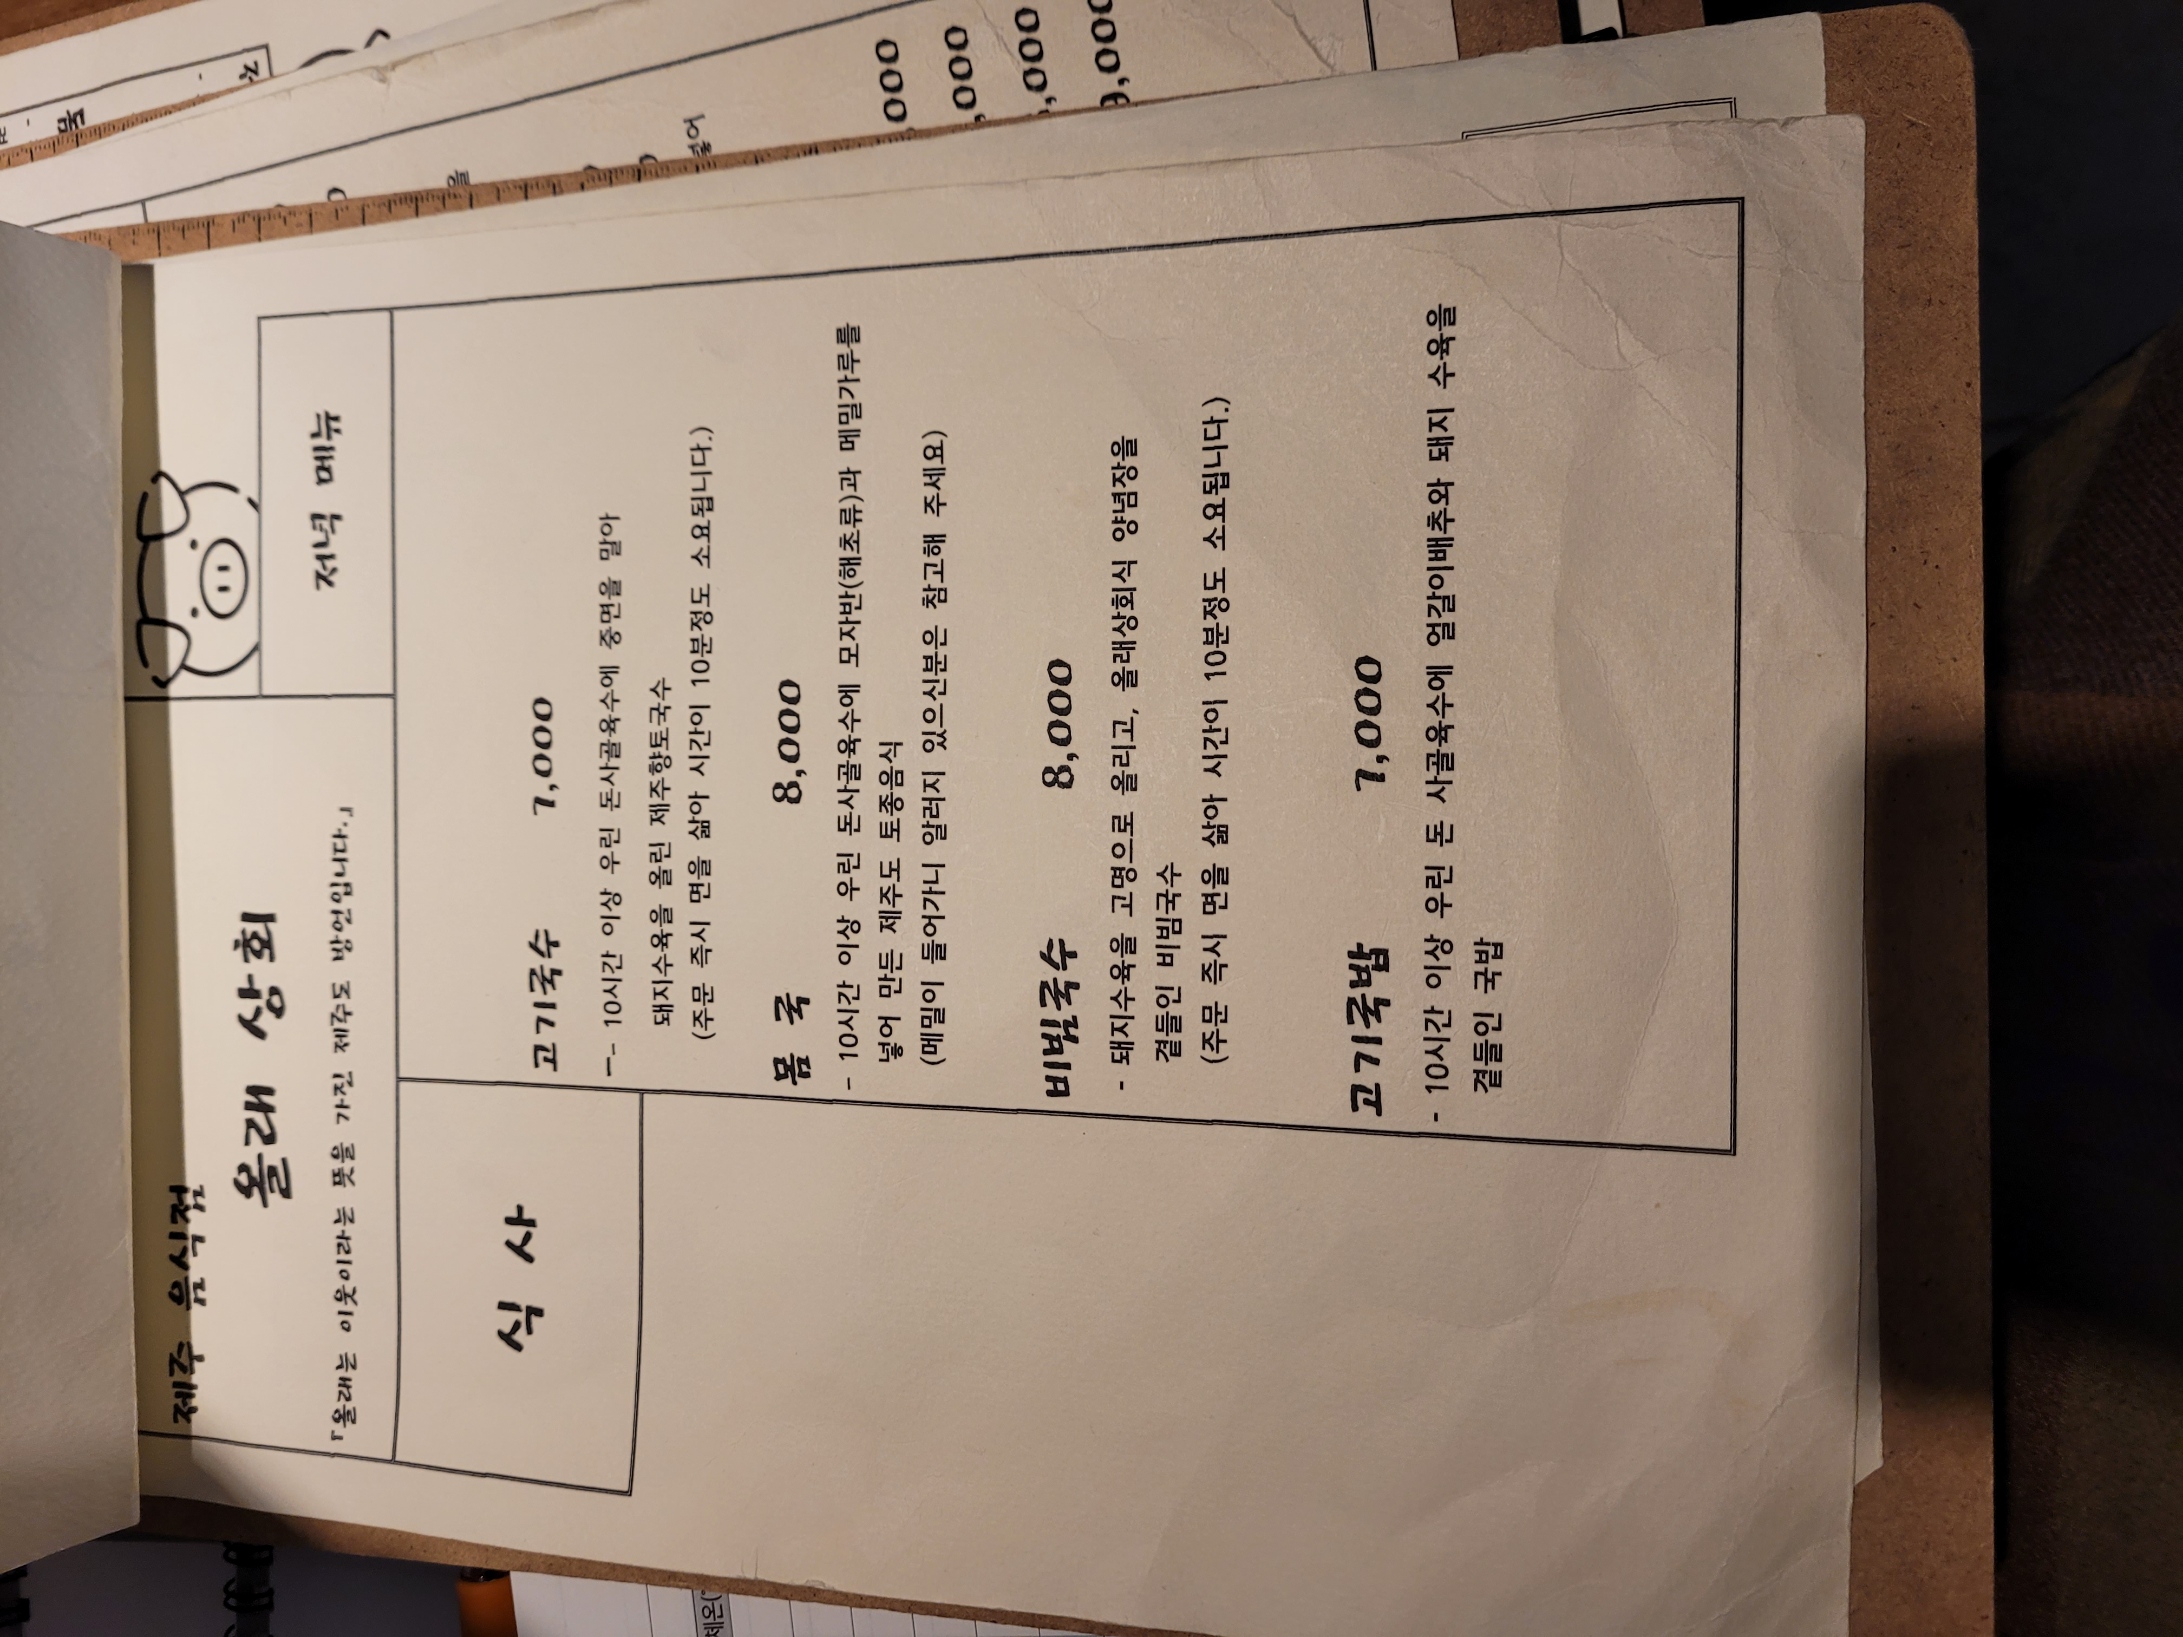 제주 음식점
올래 상회
『올래는 이웃이라는 뜻을 가진 제주도 방언입니다.』
저녁 메뉴
식 사
고기국수 7,000
-- 10시간 이상 우린 돈사골육수에 중면을 말아
돼지수육을 올린 제주향토국수
(주문 즉시 면을 삶아 시간이 10분정도 소요됩니다.)
몸 국 8,000
- 10시간 이상 우린 돈사골육수에 모자반(해초류)과 메밀가루를
넣어 만든 제주도 토종음식
(메밀이 들어가니 알러지 있으신분은 참고해 주세요)
비빔국수 8,000
- 돼지수육을 고명으로 올리고, 올래상회식 양념장을
곁들인 비빔국수
(주문 즉시 면을 삶아 시간이 10분정도 소요됩니다.)
고기국밥 7,000
- 10시간 이상 우린 돈 사골육수에 얼갈이배추와 돼지 수육을
곁들인 국밥
체온(
을
넣어
,000
,000
,000
9,000